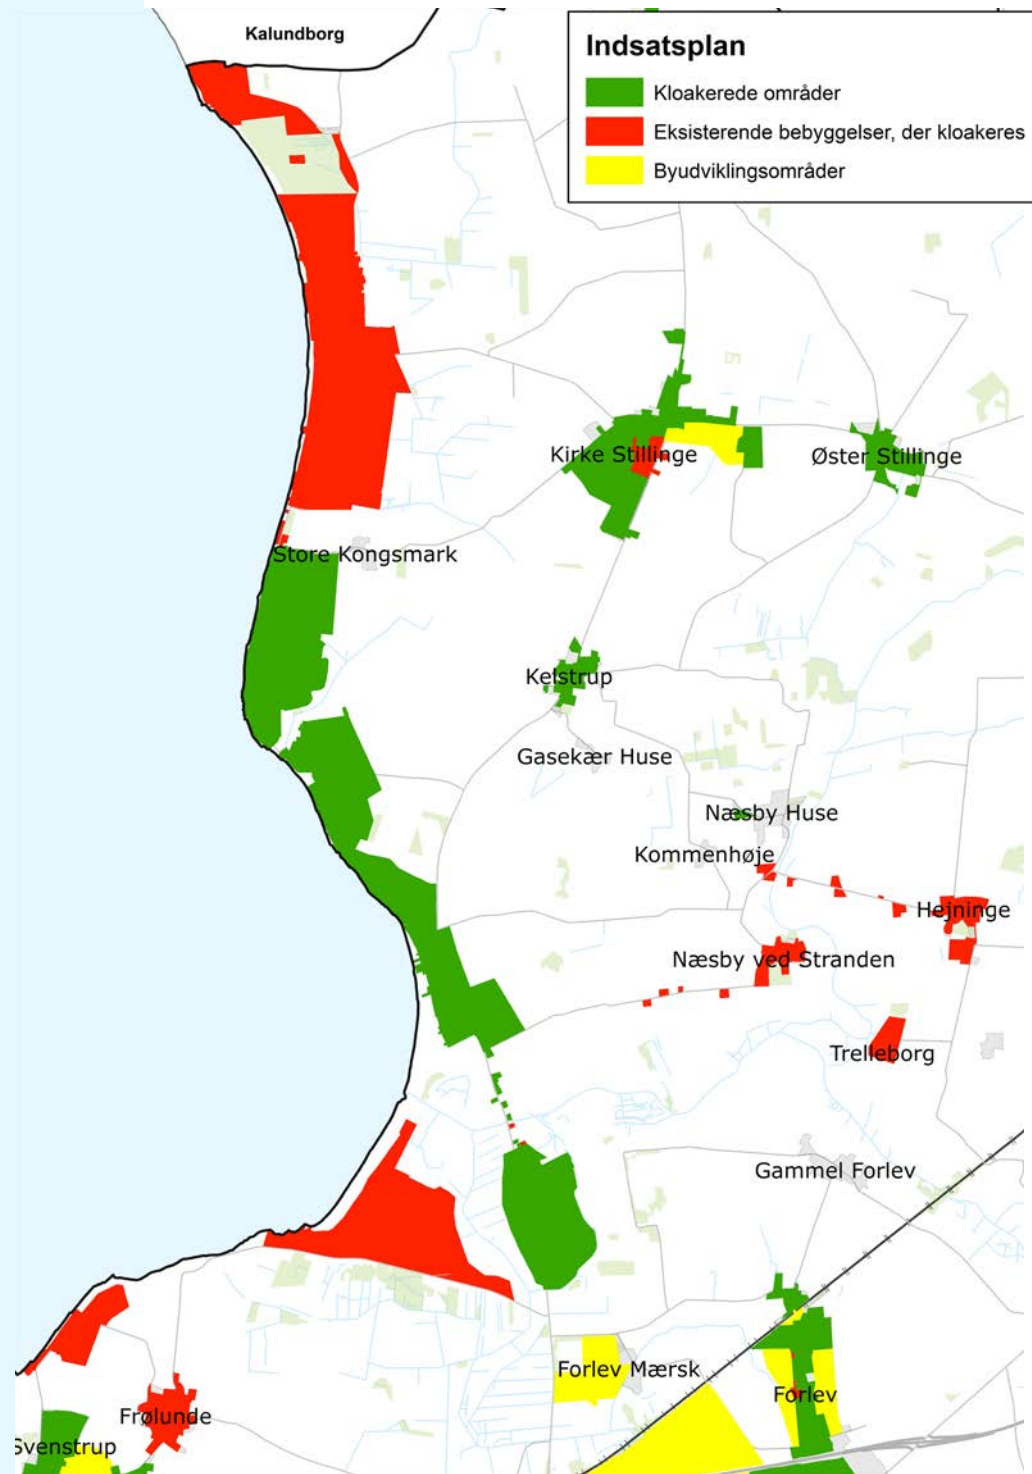 Kalundborg
Indsatsplan
Kloakerede områder
Eksisterende bebyggelser, der kloakeres
Byudviklingsområder
Kirke Stillinge
Øster Stillinge
Store Kongsmark
Kelstrup
Gasekær Huse
Næsby Huse
Kommenhøje
Hejninge
Næsby ved Stranden
Trelleborg
Gammel Forlev
Forlev Mærsk
Forlev
Frølunde
Svenstrup